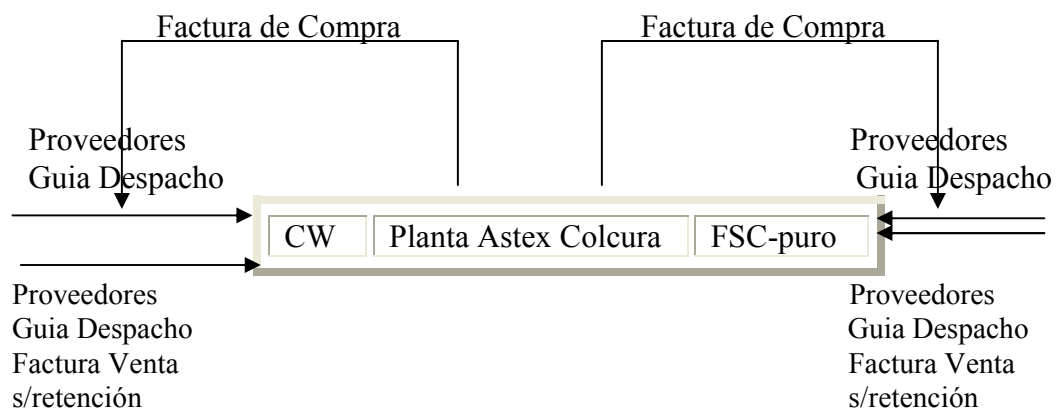 Factura de Compra
Factura de Compra
Proveedores
Guia Despacho
Proveedores
Guia Despacho
CW
Planta Astex Colcura
FSC-puro
Proveedores
Guia Despacho
Factura Venta
s/retención
Proveedores
Guia Despacho
Factura Venta
s/retención